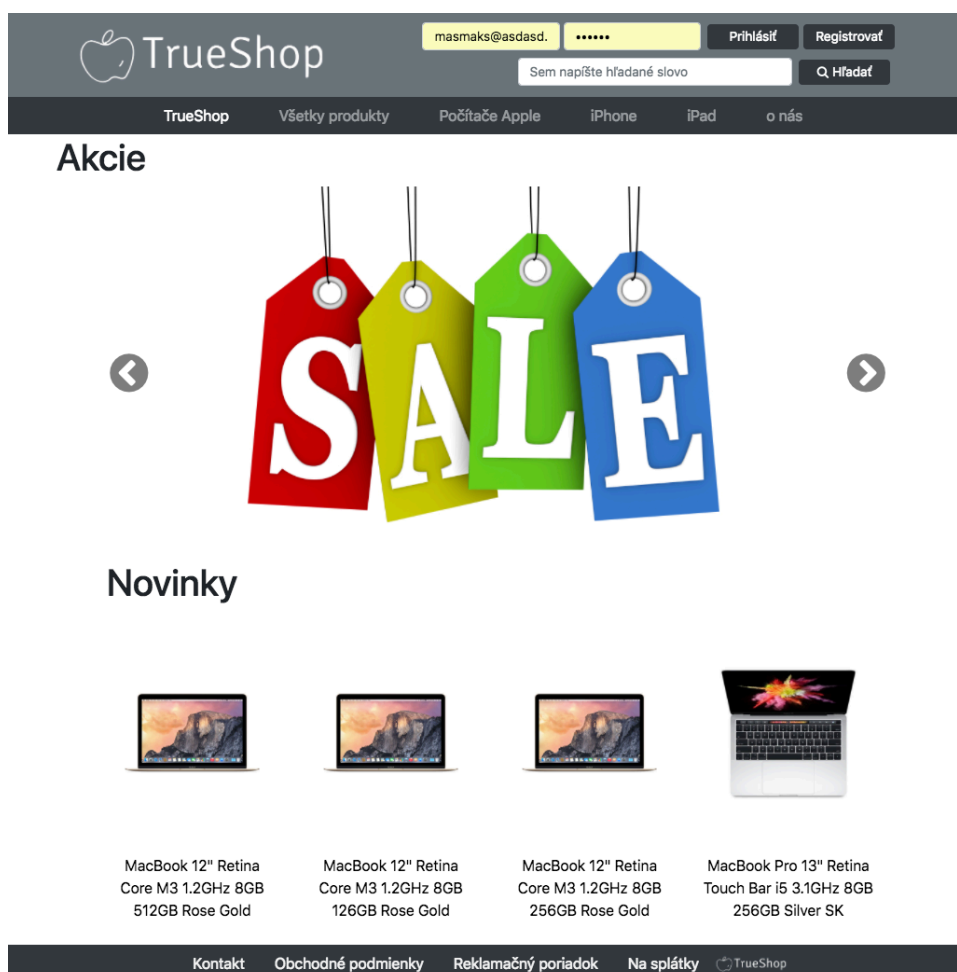 TrueShop
masmaks@asdasd.
••••••
Prihlásiť
Registrovať
Sem napíšte hľadané slovo
Hľadať
TrueShop Všetky produkty Počítače Apple iPhone iPad o nás
Akcie
SALE
Novinky
MacBook 12" Retina
Core M3 1.2GHz 8GB
512GB Rose Gold
MacBook 12" Retina
Core M3 1.2GHz 8GB
126GB Rose Gold
MacBook 12" Retina
Core M3 1.2GHz 8GB
256GB Rose Gold
MacBook Pro 13" Retina
Touch Bar i5 3.1GHz 8GB
256GB Silver SK
Kontakt Obchodné podmienky Reklamačný poriadok Na splátky TrueShop